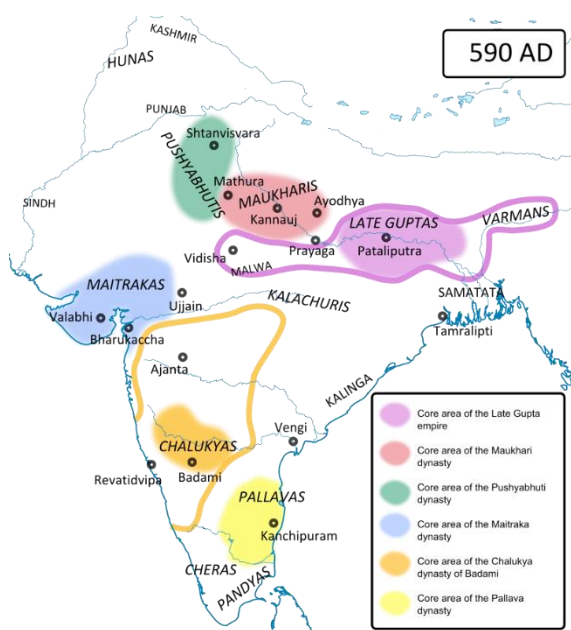 590 AD
KASHMIR
HUNAS
PUNJAB
Shtanvisvara
PUSHYABHUTIS
Mathura
MAUKHARIS
Kannauj
Ayodhya
SINDH
LATE GUPTAS
VARMANS
Prayaga
Pataliputra
Vidisha
MALWA
MAITRAKAS
Ujjain
KALACHURIS
SAMATATA
Valabhi
Bharukaccha
Tamralipti
Ajanta
KALINGA
Vengi
CHALUKYAS
Revatidvipa
Badami
PALLAVAS
Kanchipuram
CHERAS
PANDYAS
Core area of the Late Gupta
empire
Core area of the Maukhari
dynasty
Core area of the Pushyabhuti
dynasty
Core area of the Maitraka
dynasty
Core area of the Chalukya
dynasty of Badami
Core area of the Pallava
dynasty